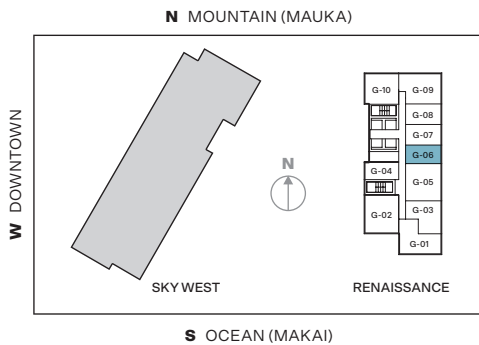 N MOUNTAIN (MAUKA)
W DOWNTOWN
N
G-10 G-09
G-08
G-07
G-06
G-04
G-05
G-02 G-03
G-01
SKY WEST RENAISSANCE
S OCEAN (MAKAI)